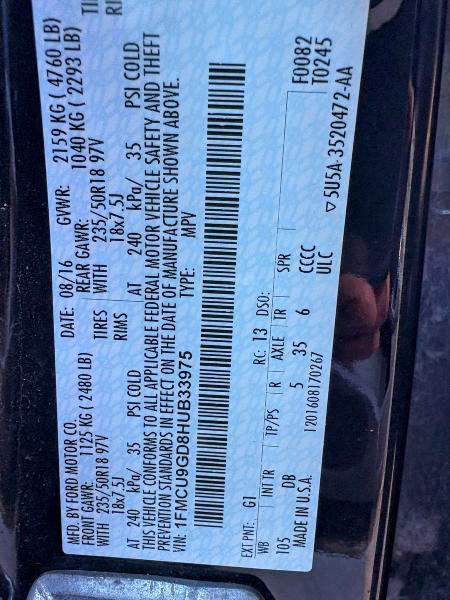 MFD. BY FORD MOTOR CO.
DATE: 08/16 GVWR: 2159 KG ( 4760 LB)
FRONT GAWR: 1125 KG ( 2480 LB) REAR GAWR: 1040 KG ( 2293 LB)
WITH 235/50R18 97V TIRES WITH 235/50R18 97V
18x7.5J RIMS 18x7.5J
AT 240 kPa/ 35 PSI COLD AT 240 kPa/ 35 PSI COLD
THIS VEHICLE CONFORMS TO ALL APPLICABLE FEDERAL MOTOR VEHICLE SAFETY AND THEFT
PREVENTION STANDARDS IN EFFECT ON THE DATE OF MANUFACTURE SHOWN ABOVE.
VIN: 1FMCU9GD8HUB33975 TYPE: MPV
F0082
T0245
EXT PNT: G1 RC: 13 DSO:
WB INT TR TP/PS R AXLE TR SPR
105 DB 5 35 6 CCCC
MADE IN U.S.A. 1201608170267 ULC
▽5U5A-3520472-AA